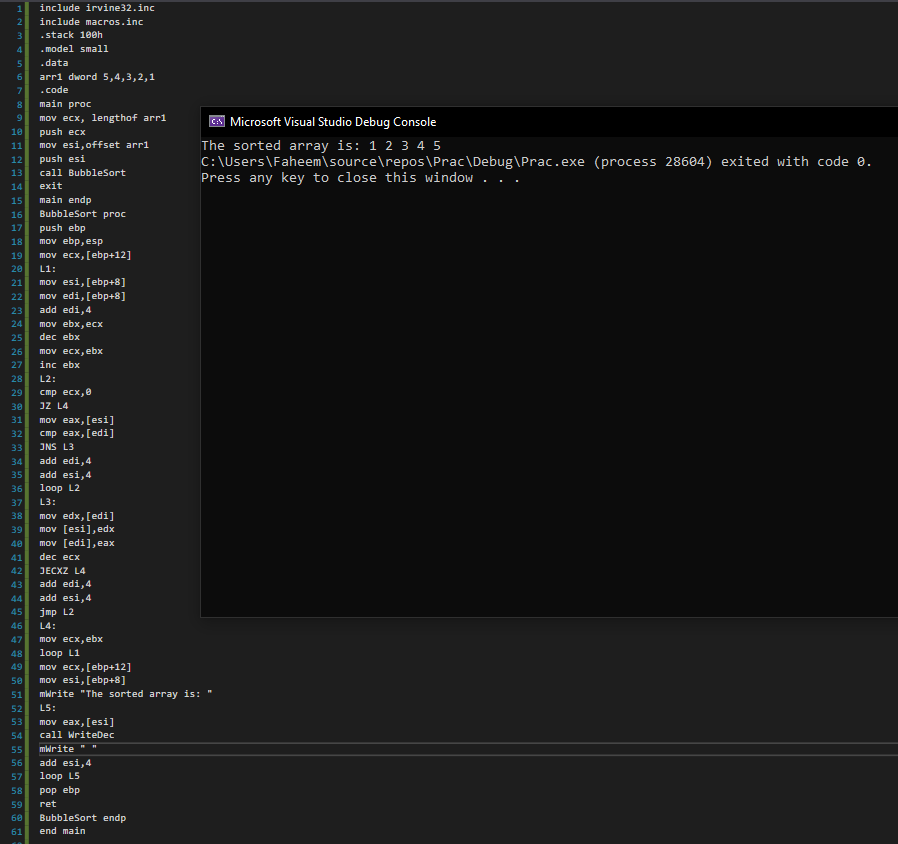 1 include irvine32.inc
2 include macros.inc
3 .stack 100h
4 .model small
5 .data
6 arr1 dword 5,4,3,2,1
7 .code
8 main proc
9 mov ecx, lengthof arr1
10 push ecx
11 mov esi,offset arr1
12 push esi
13 call BubbleSort
14 exit
15 main endp
16 BubbleSort proc
17 push ebp
18 mov ebp,esp
19 mov ecx,[ebp+12]
20 L1:
21 mov esi,[ebp+8]
22 mov edi,[ebp+8]
23 add edi,4
24 mov ebx,ecx
25 dec ebx
26 mov ecx,ebx
27 inc ebx
28 L2:
29 cmp ecx,0
30 JZ L4
31 mov eax,[esi]
32 cmp eax,[edi]
33 JNS L3
34 add edi,4
35 add esi,4
36 loop L2
37 L3:
38 mov edx,[edi]
39 mov [esi],edx
40 mov [edi],eax
41 dec ecx
42 JECXZ L4
43 add edi,4
44 add esi,4
45 jmp L2
46 L4:
47 mov ecx,ebx
48 loop L1
49 mov ecx,[ebp+12]
50 mov esi,[ebp+8]
51 mWrite "The sorted array is: "
52 L5:
53 mov eax,[esi]
54 call WriteDec
55 mWrite " "
56 add esi,4
57 loop L5
58 pop ebp
59 ret
60 BubbleSort endp
61 end main
Microsoft Visual Studio Debug Console
The sorted array is: 1 2 3 4 5
C:\Users\Faheem\source\repos\Prac\Debug\Prac.exe (process 28604) exited with code 0.
Press any key to close this window . . .